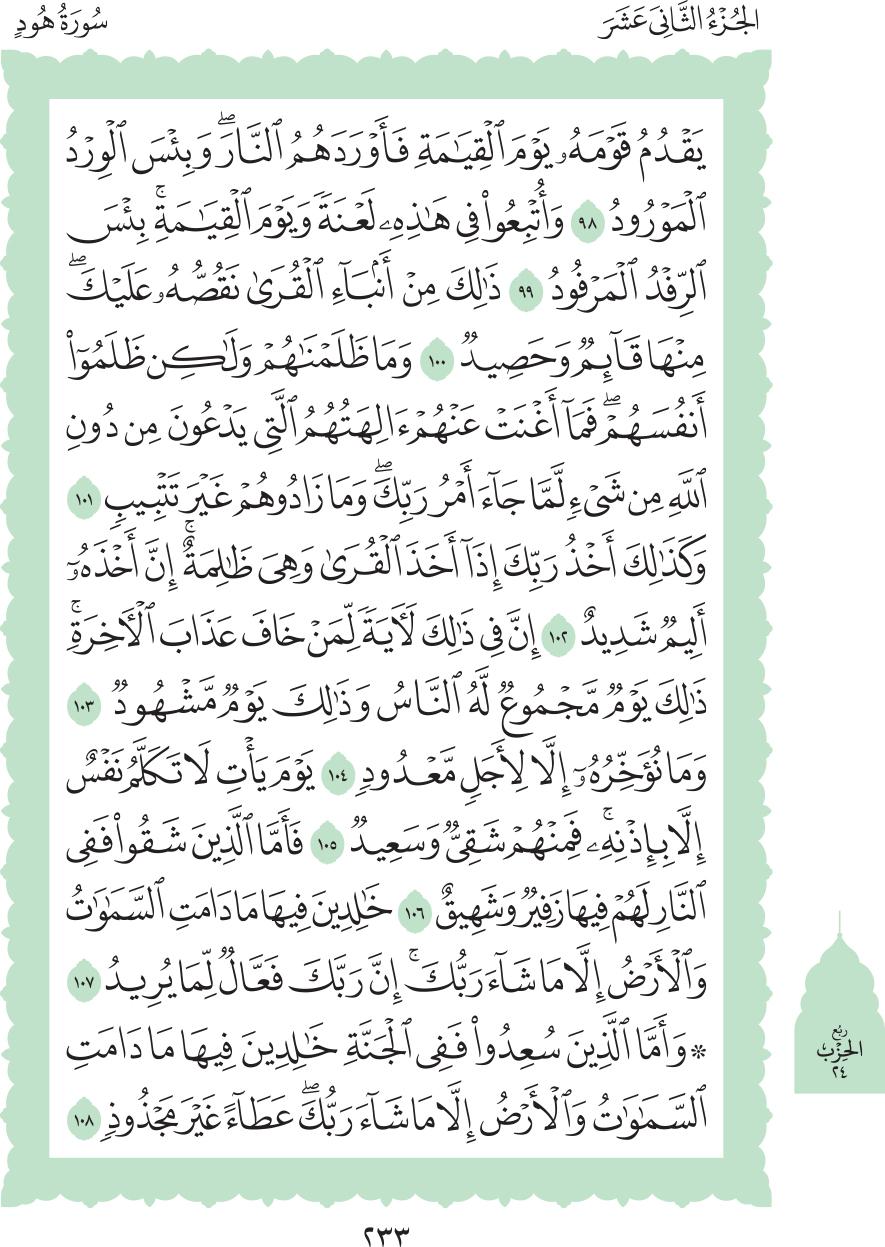 الجُزْءُ الثَّانِيَ عَشَرَ
سُورَةُ هُودٍ
يَقۡدُمُ قَوۡمَهُۥ يَوۡمَ ٱلۡقِيَٰمَةِ فَأَوۡرَدَهُمُ ٱلنَّارَۖ وَبِئۡسَ ٱلۡوِرۡدُ
ٱلۡمَوۡرُودُ ٩٨ وَأُتۡبِعُواْ فِي هَٰذِهِۦ لَعۡنَةٗ وَيَوۡمَ ٱلۡقِيَٰمَةِۚ بِئۡسَ
ٱلرِّفۡدُ ٱلۡمَرۡفُودُ ٩٩ ذَٰلِكَ مِنۡ أَنۢبَآءِ ٱلۡقُرَىٰ نَقُصُّهُۥ عَلَيۡكَۖ
مِنۡهَا قَآئِمٞ وَحَصِيدٞ ١٠٠ وَمَا ظَلَمۡنَٰهُمۡ وَلَٰكِن ظَلَمُوٓاْ
أَنفُسَهُمۡۖ فَمَآ أَغۡنَتۡ عَنۡهُمۡ ءَالِهَتُهُمُ ٱلَّتِي يَدۡعُونَ مِن دُونِ
ٱللَّهِ مِن شَيۡءٖ لَّمَّا جَآءَ أَمۡرُ رَبِّكَۖ وَمَا زَادُوهُمۡ غَيۡرَ تَتۡبِيبٖ ١٠١
وَكَذَٰلِكَ أَخۡذُ رَبِّكَ إِذَآ أَخَذَ ٱلۡقُرَىٰ وَهِيَ ظَٰلِمَةٌۚ إِنَّ أَخۡذَهُۥٓ
أَلِيمٞ شَدِيدٌ ١٠٢ إِنَّ فِي ذَٰلِكَ لَأٓيَةٗ لِّمَنۡ خَافَ عَذَابَ ٱلۡأٓخِرَةِۚ
ذَٰلِكَ يَوۡمٞ مَّجۡمُوعٞ لَّهُ ٱلنَّاسُ وَذَٰلِكَ يَوۡمٞ مَّشۡهُودٞ ١٠٣
وَمَا نُؤَخِّرُهُۥٓ إِلَّا لِأَجَلٖ مَّعۡدُودٖ ١٠٤ يَوۡمَ يَأۡتِ لَا تَكَلَّمُ نَفۡسٌ
إِلَّا بِإِذۡنِهِۦۚ فَمِنۡهُمۡ شَقِيّٞ وَسَعِيدٞ ١٠٥ فَأَمَّا ٱلَّذِينَ شَقُواْ فَفِي
ٱلنَّارِ لَهُمۡ فِيهَا زَفِيرٞ وَشَهِيقٌ ١٠٦ خَٰلِدِينَ فِيهَا مَا دَامَتِ ٱلسَّمَٰوَٰتُ
وَٱلۡأَرۡضُ إِلَّا مَا شَآءَ رَبُّكَۚ إِنَّ رَبَّكَ فَعَّالٞ لِّمَا يُرِيدُ ١٠٧
* وَأَمَّا ٱلَّذِينَ سُعِدُواْ فَفِي ٱلۡجَنَّةِ خَٰلِدِينَ فِيهَا مَا دَامَتِ
ٱلسَّمَٰوَٰتُ وَٱلۡأَرۡضُ إِلَّا مَا شَآءَ رَبُّكَۖ عَطَآءً غَيۡرَ مَجۡذُوذٖ ١٠٨
ربع
الحِزْب
٢٤
٢٣٣